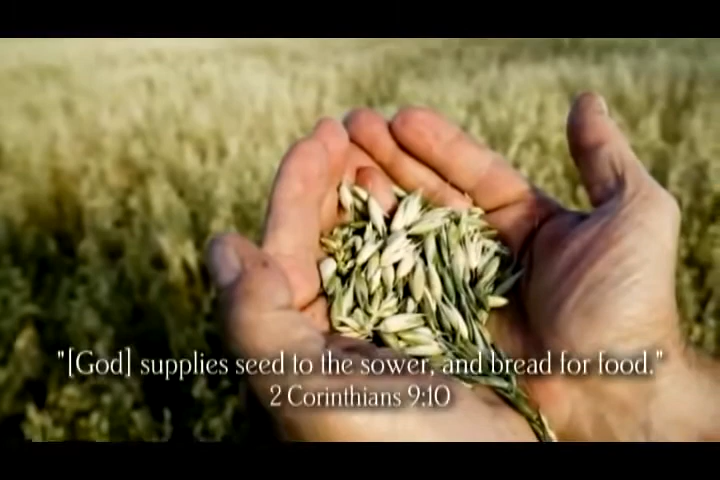 "[God] supplies seed to the sower, and bread for food."
2 Corinthians 9:10